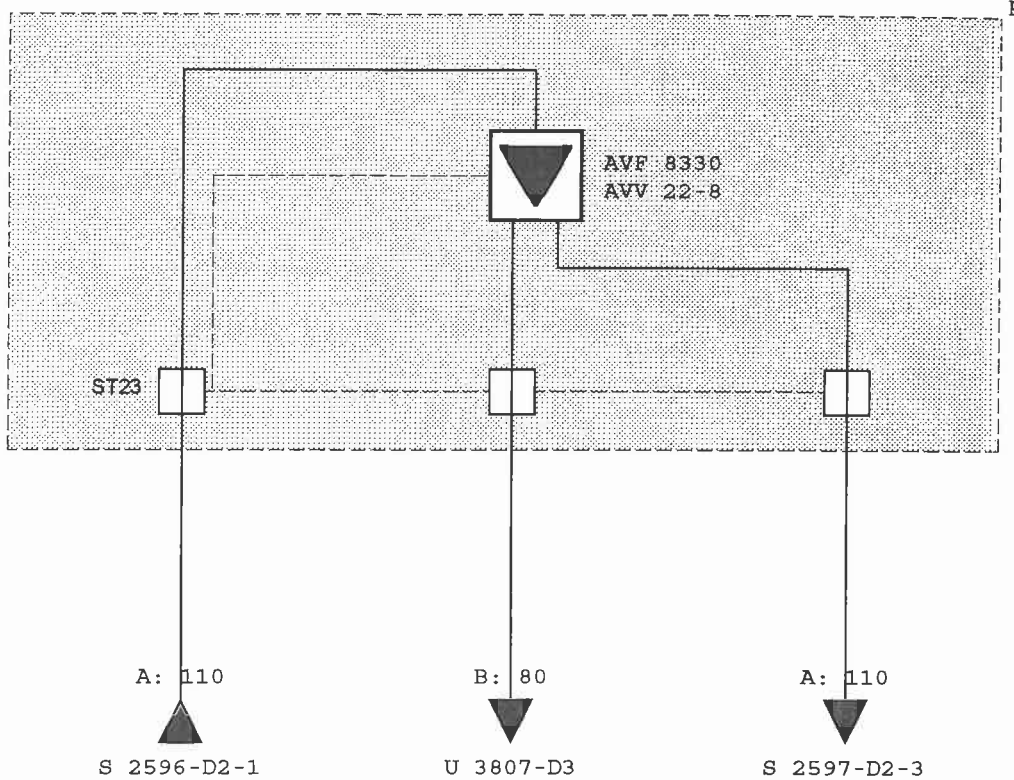 AVF 8330
AVV 22-8
ST23
A: 110
B: 80
A: 110
S 2596-D2-1
U 3807-D3
S 2597-D2-3